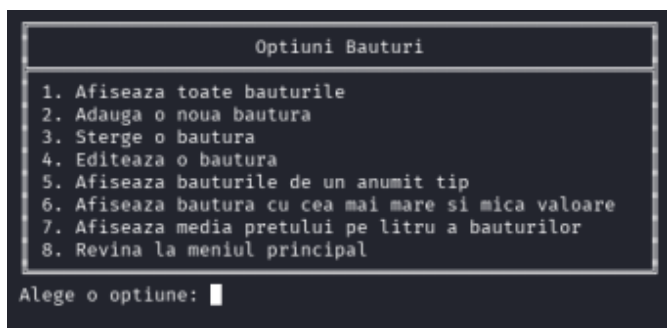 Optiuni Bauturi
1. Afiseaza toate bauturile
2. Adauga o noua bautura
3. Sterge o bautura
4. Editeaza o bautura
5. Afiseaza bauturile de un anumit tip
6. Afiseaza bautura cu cea mai mare si mica valoare
7. Afiseaza media pretului pe litru a bauturilor
8. Revina la meniul principal
Alege o optiune: